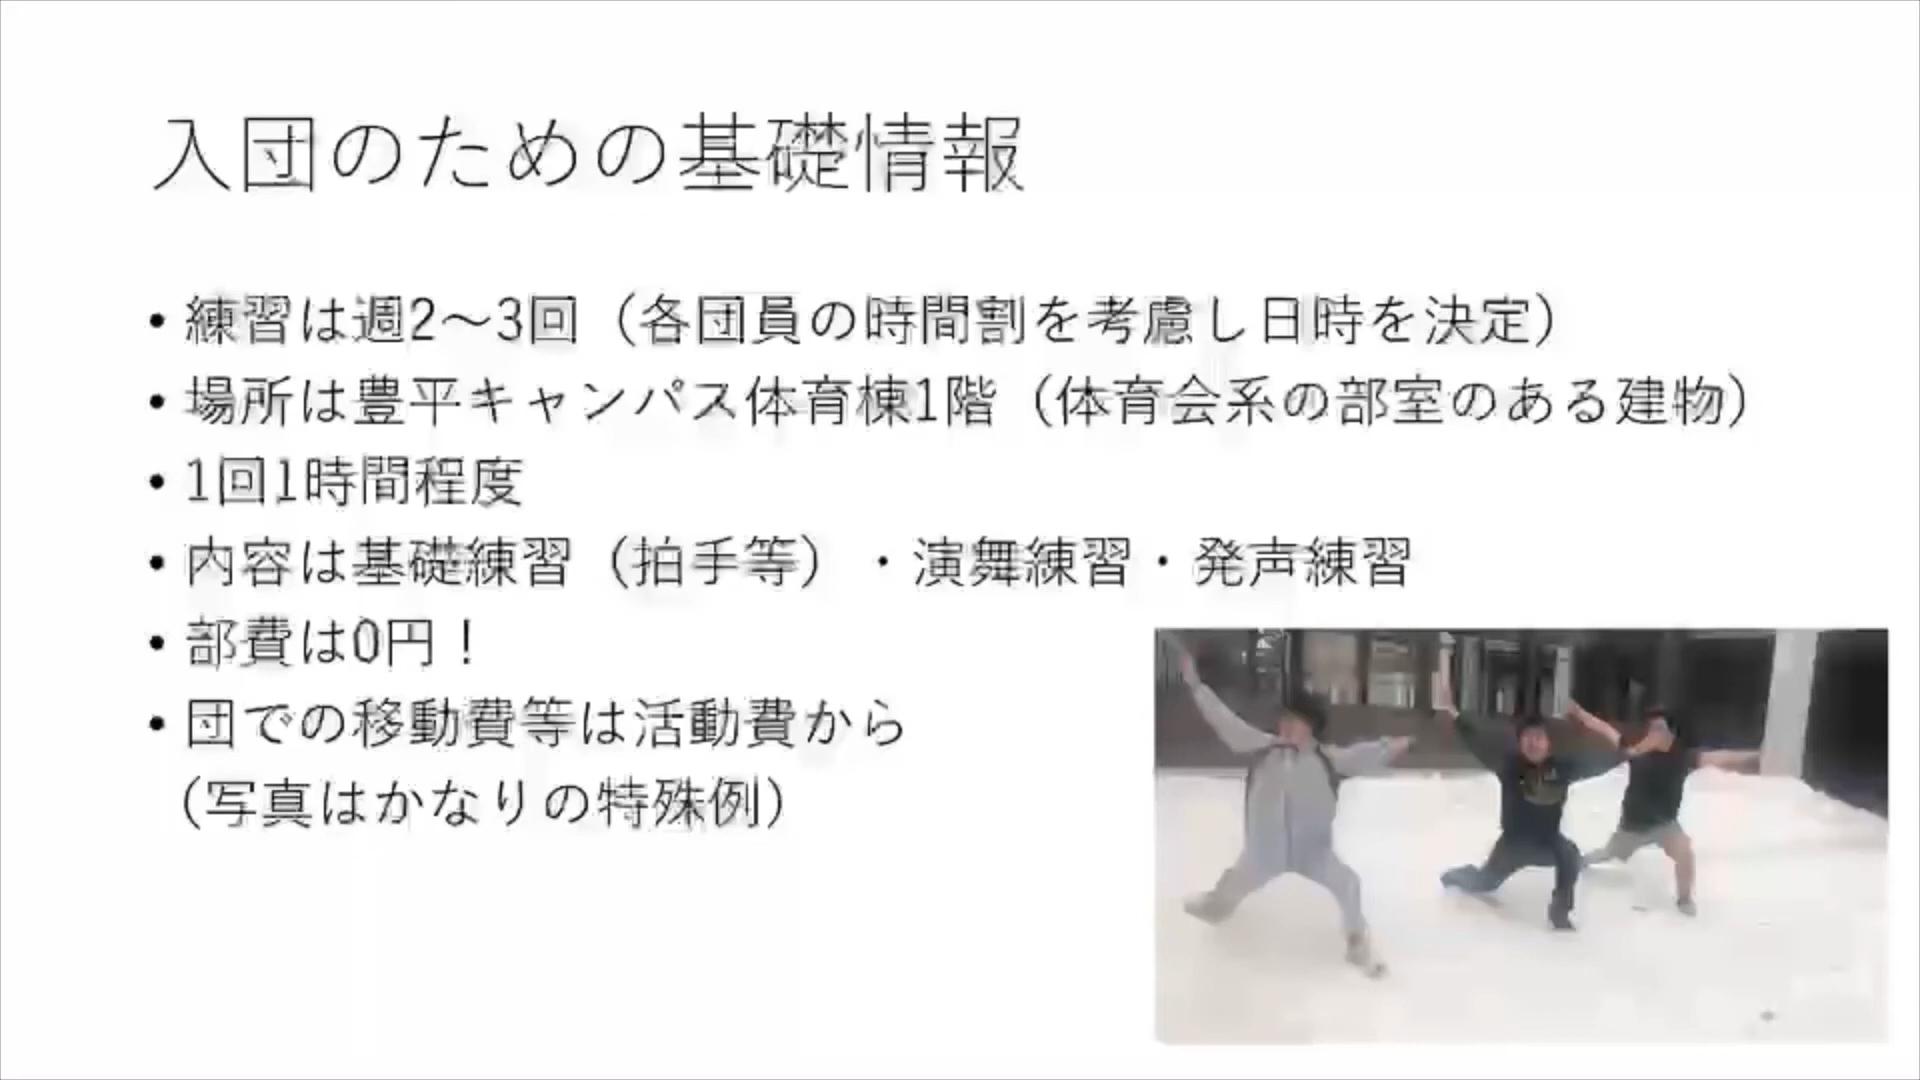 入団のための基礎情報
• 練習は週2～3回（各団員の時間割を考慮し日時を決定）
• 場所は豊平キャンパス体育棟1階（体育会系の部室のある建物）
• 1回1時間程度
• 内容は基礎練習（拍手等）・演舞練習・発声練習
• 部費は0円！
• 団での移動費等は活動費から
(写真はかなりの特殊例)